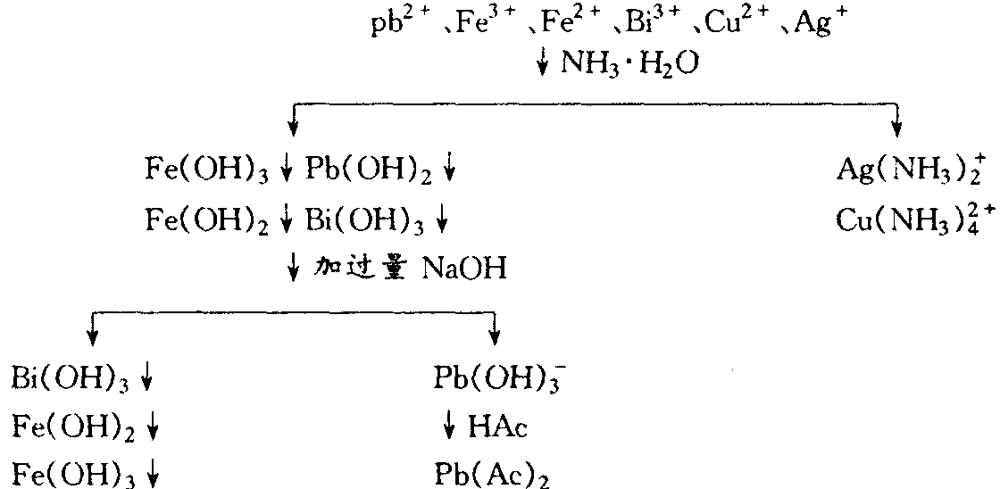 pb²⁺、Fe³⁺、Fe²⁺、Bi³⁺、Cu²⁺、Ag⁺
↓ NH₃·H₂O
Fe(OH)₃↓ Pb(OH)₂↓ Ag(NH₃)₂⁺
Fe(OH)₂↓ Bi(OH)₃↓ Cu(NH₃)₄²⁺
↓ 加过量 NaOH
Bi(OH)₃↓ Pb(OH)₃⁻
Fe(OH)₂↓ ↓ HAc
Fe(OH)₃↓ Pb(Ac)₂